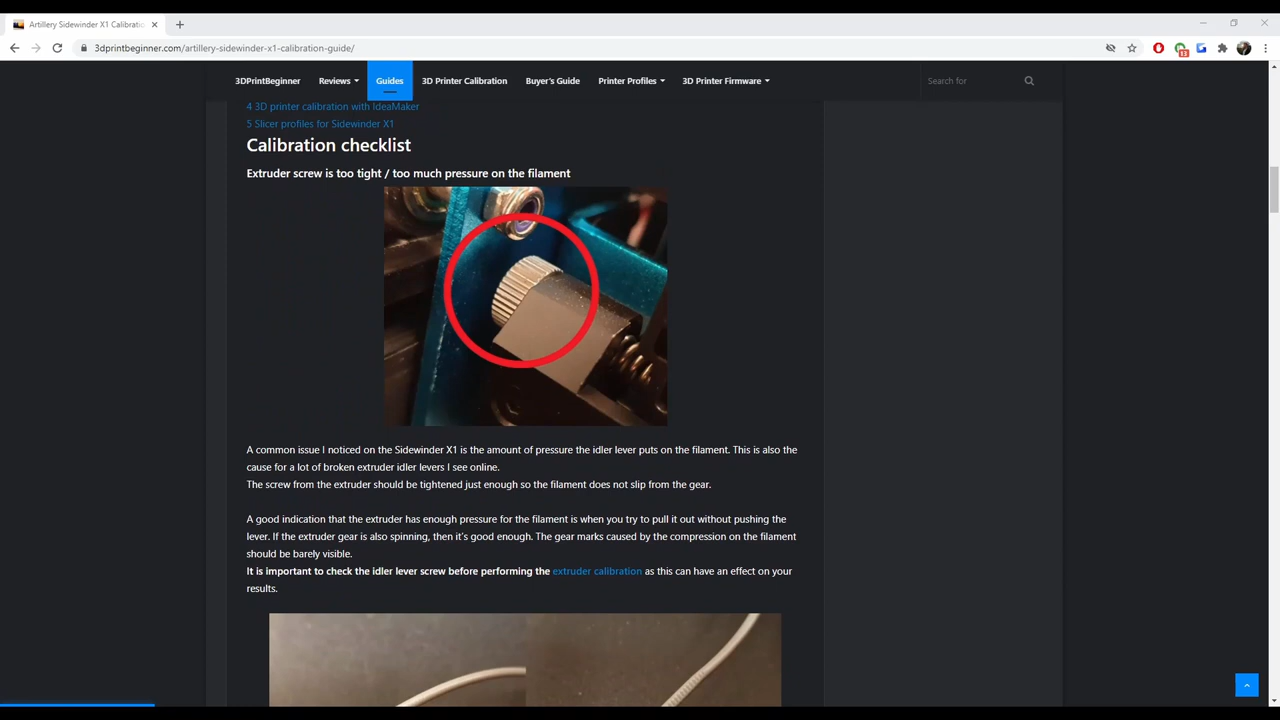 Artillery Sidewinder X1 Calibratio
3dprintbeginner.com/artillery-sidewinder-x1-calibration-guide/
13
3DPrintBeginner Reviews Guides 3D Printer Calibration Buyer's Guide Printer Profiles 3D Printer Firmware Search for
4 3D printer calibration with IdeaMaker
5 Slicer profiles for Sidewinder X1
Calibration checklist
Extruder screw is too tight / too much pressure on the filament
A common issue I noticed on the Sidewinder X1 is the amount of pressure the idler lever puts on the filament. This is also the
cause for a lot of broken extruder idler levers I see online.
The screw from the extruder should be tightened just enough so the filament does not slip from the gear.
A good indication that the extruder has enough pressure for the filament is when you try to pull it out without pushing the
lever. If the extruder gear is also spinning, then it's good enough. The gear marks caused by the compression on the filament
should be barely visible.
It is important to check the idler lever screw before performing the extruder calibration as this can have an effect on your
results.